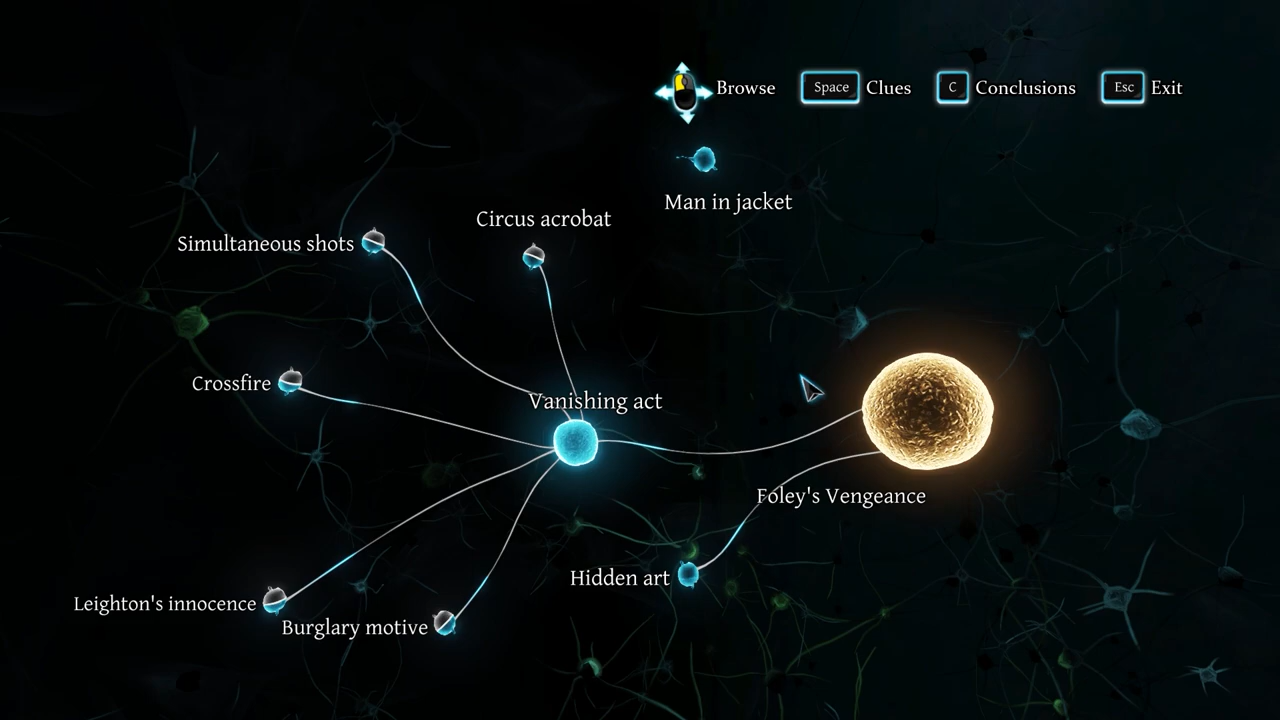 Browse
Space Clues
C Conclusions
Esc Exit
Man in jacket
Circus acrobat
Simultaneous shots
Crossfire
Vanishing act
Foley's Vengeance
Hidden art
Leighton's innocence
Burglary motive